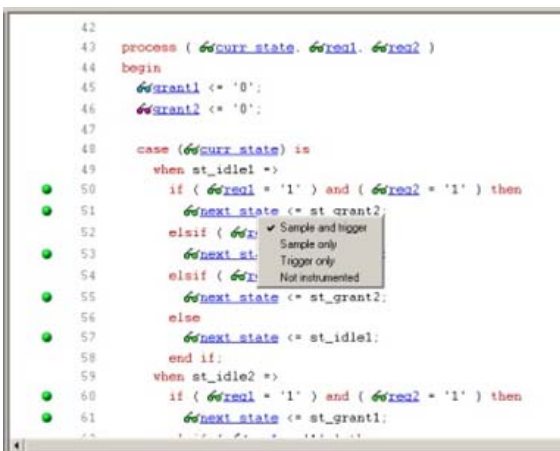 42
43 process ( curr_state, req1, req2 )
44 begin
45 grant1 <= '0';
46 grant2 <= '0';
47
48 case (curr_state) is
49 when st_idle1 =>
50 if ( req1 = '1' ) and ( req2 = '1' ) then
51 next_state <= st_grant2;
52 elsif (
Sample and trigger
Sample only
Trigger only
Not instrumented
53
54 elsif (
55 next_state <= st_grant2;
56 else
57 next_state <= st_idle1;
58 end if;
59 when st_idle2 =>
60 if ( req1 = '1' ) and ( req2 = '1' ) then
61 next_state <= st_grant1;